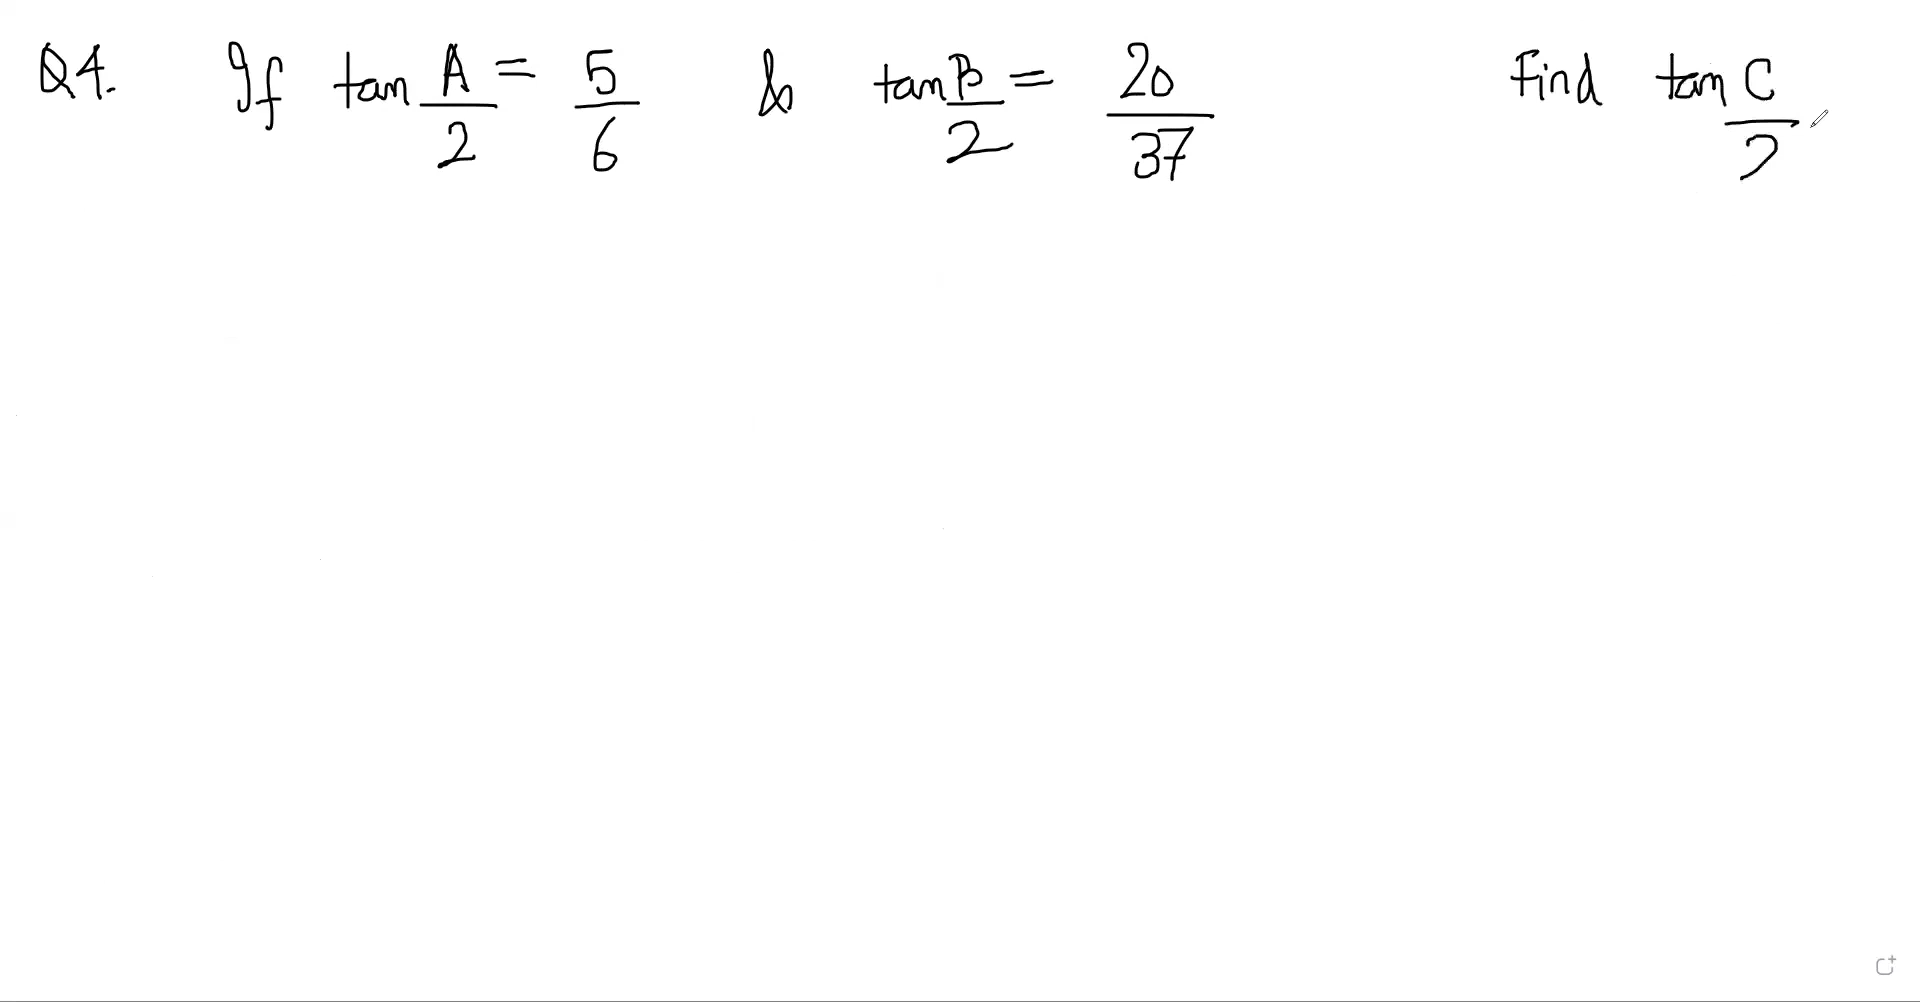 Q4. If tan A/2 = 5/6 & tan B/2 = 20/37 Find tan C/2